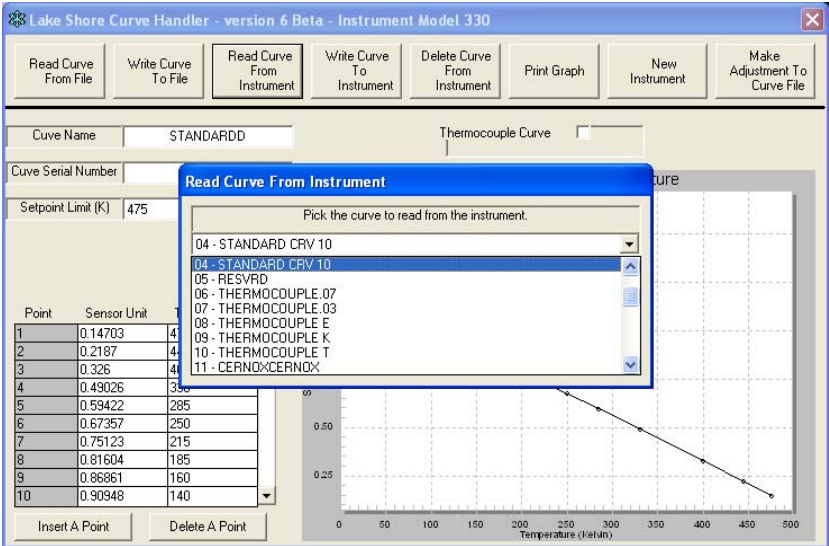 Lake Shore Curve Handler - version 6 Beta - Instrument Model 330
Read Curve
From File
Write Curve
To File
Read Curve
From
Instrument
Write Curve
To
Instrument
Delete Curve
From
Instrument
Print Graph
New
Instrument
Make
Adjustment To
Curve File
Cuve Name
STANDARDD
Thermocouple Curve
Cuve Serial Number
ture
Setpoint Limit (K)
475
Read Curve From Instrument
Pick the curve to read from the instrument.
04 - STANDARD CRV 10
04 - STANDARD CRV 10
05 - RESVRD
06 - THERMOCOUPLE.07
07 - THERMOCOUPLE.03
08 - THERMOCOUPLE E
09 - THERMOCOUPLE K
10 - THERMOCOUPLE T
11 - CERNOXCERNOX
Point Sensor Unit T
1 0.14703 4
2 0.2187 4
3 0.326 4
4 0.49026
5 0.59422 285
6 0.67357 250
7 0.75123 215
8 0.81604 185
9 0.86861 160
10 0.90948 140
Insert A Point
Delete A Point
0.50
0.25
0 50 100 150 200 250 300 350 400 450 500
Temperature (Kelvin)